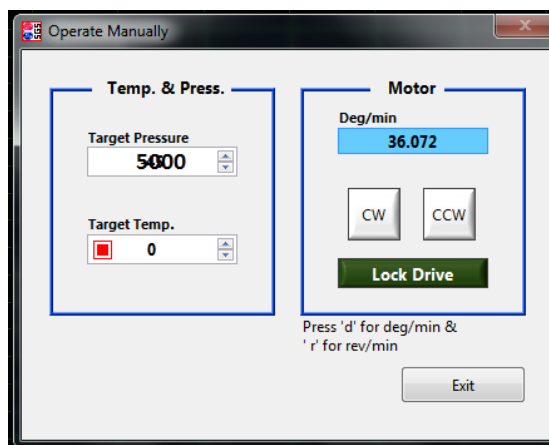 SGS
Operate Manually
Temp. & Press.
Target Pressure
Target Temp.
0
Motor
Deg/min
36.072
CW
CCW
Lock Drive
Press 'd' for deg/min &
' r' for rev/min
Exit